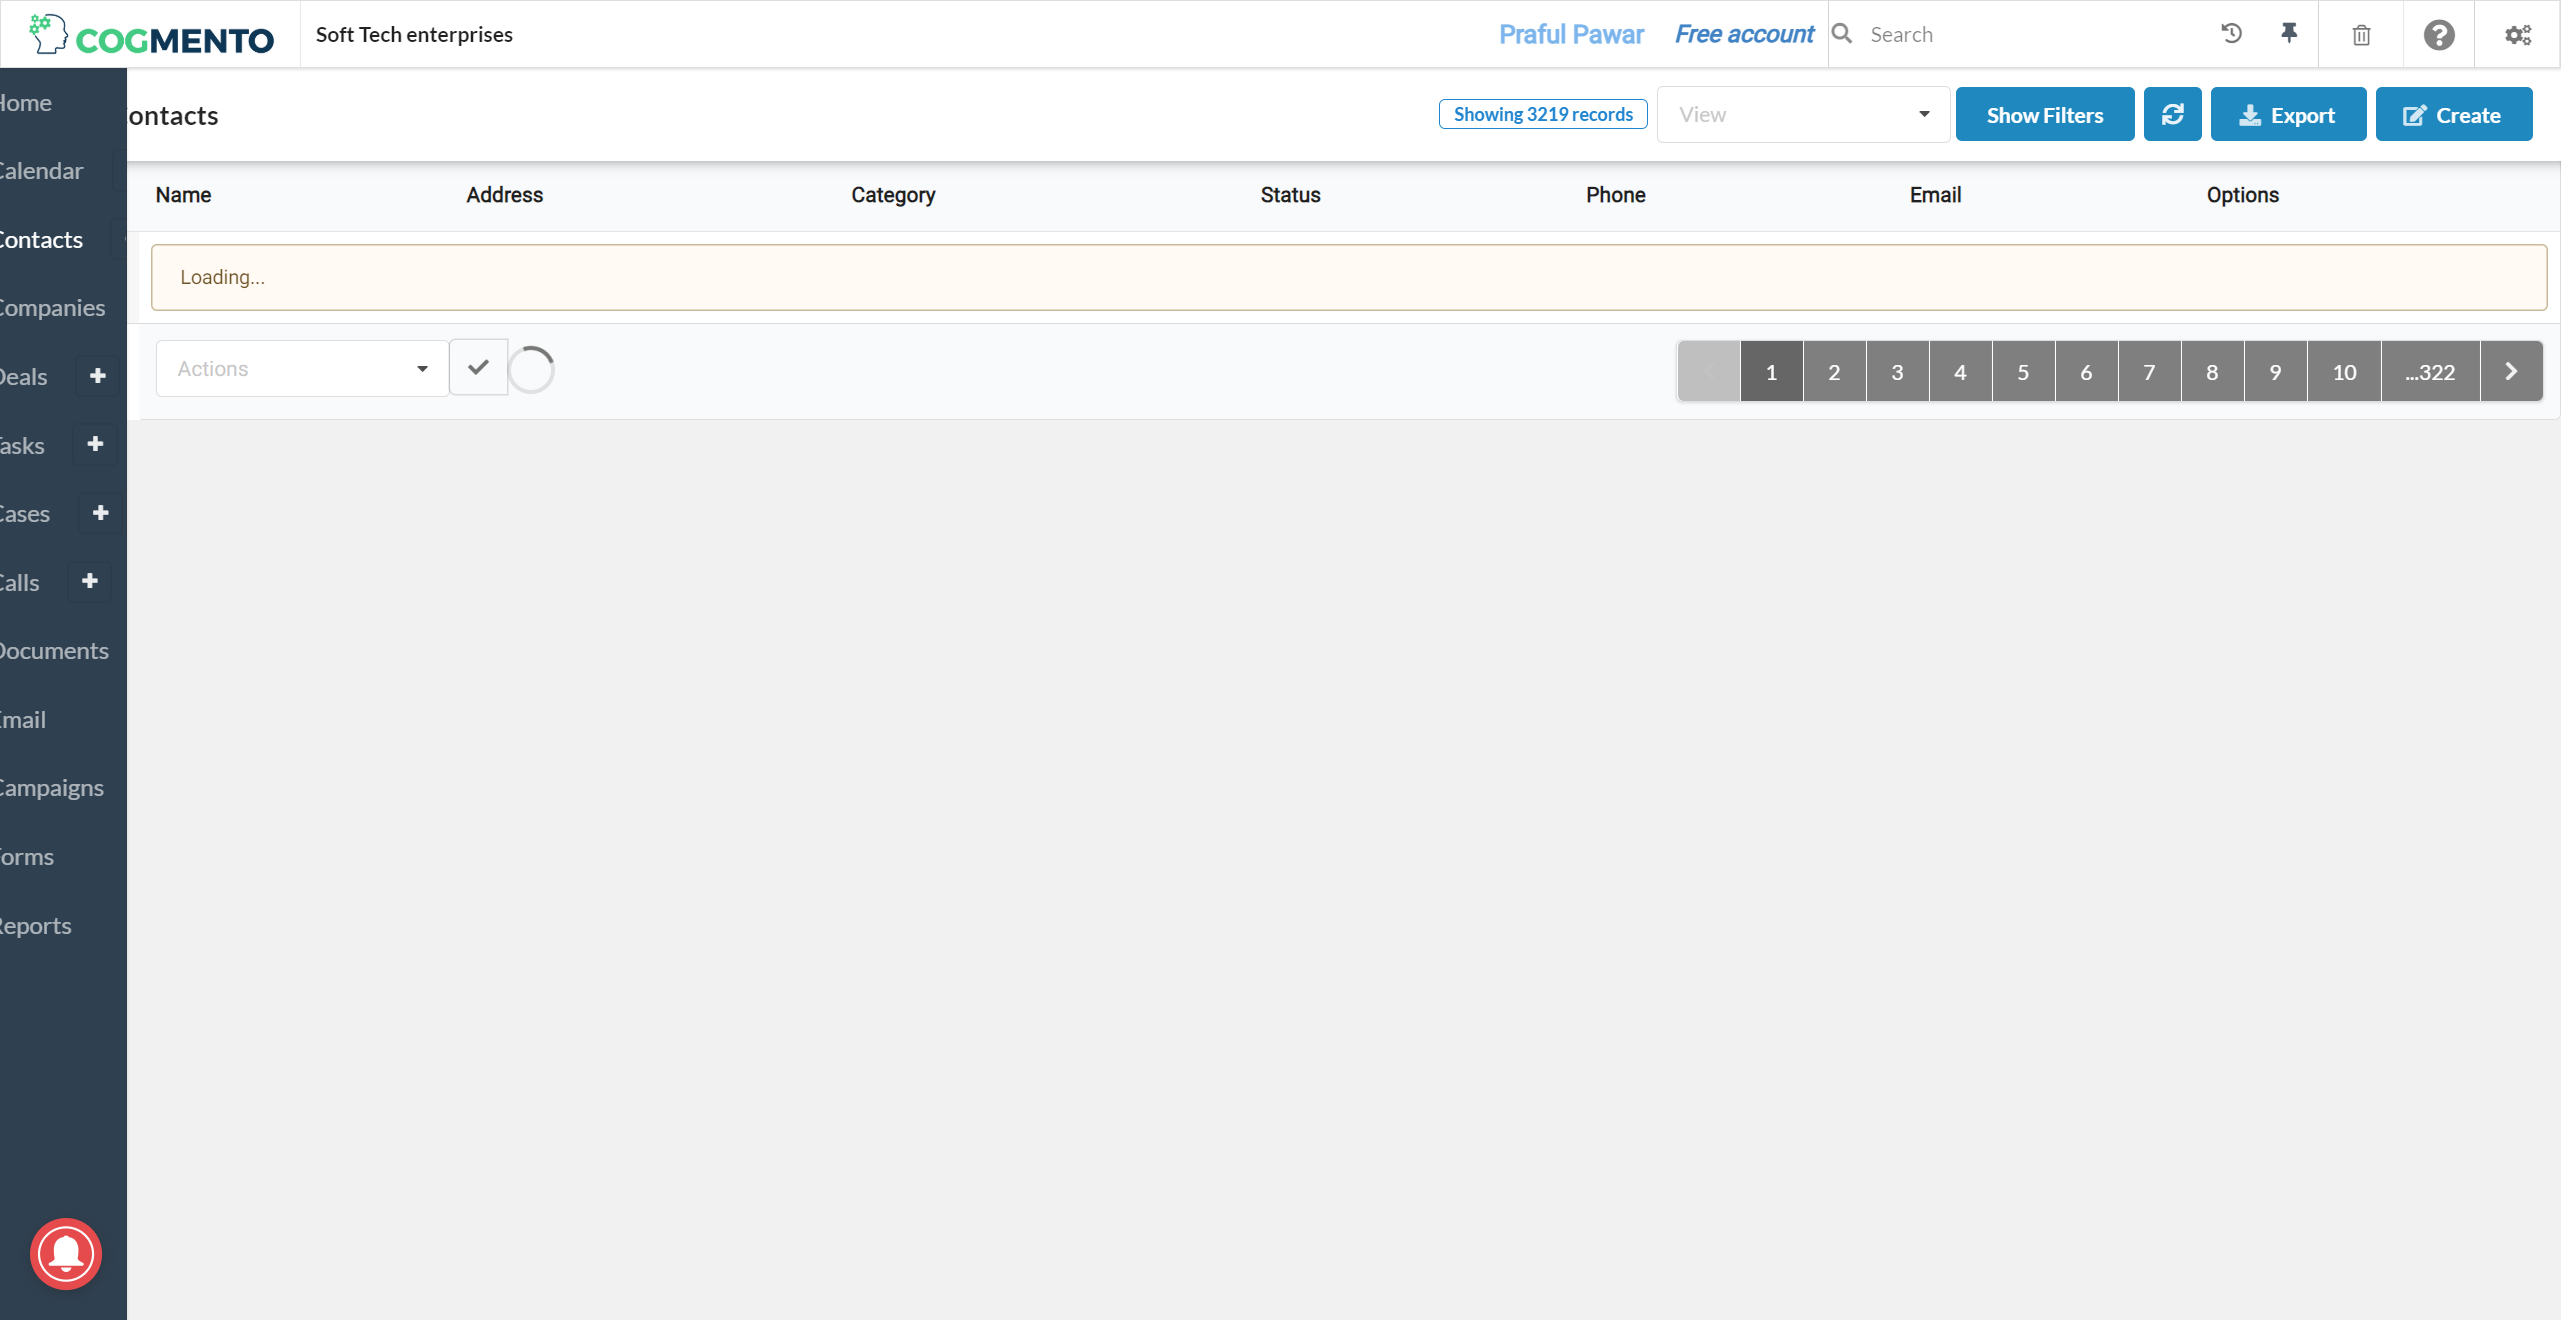 COGMENTO
Soft Tech enterprises
Praful Pawar
Free account
Search
Home
Calendar
Contacts
Companies
Deals
Tasks
Cases
Calls
Documents
Email
Campaigns
Forms
Reports
ontacts
Showing 3219 records
View
Show Filters
Export
Create
Name Address Category Status Phone Email Options
Loading...
Actions
1 2 3 4 5 6 7 8 9 10 ...322